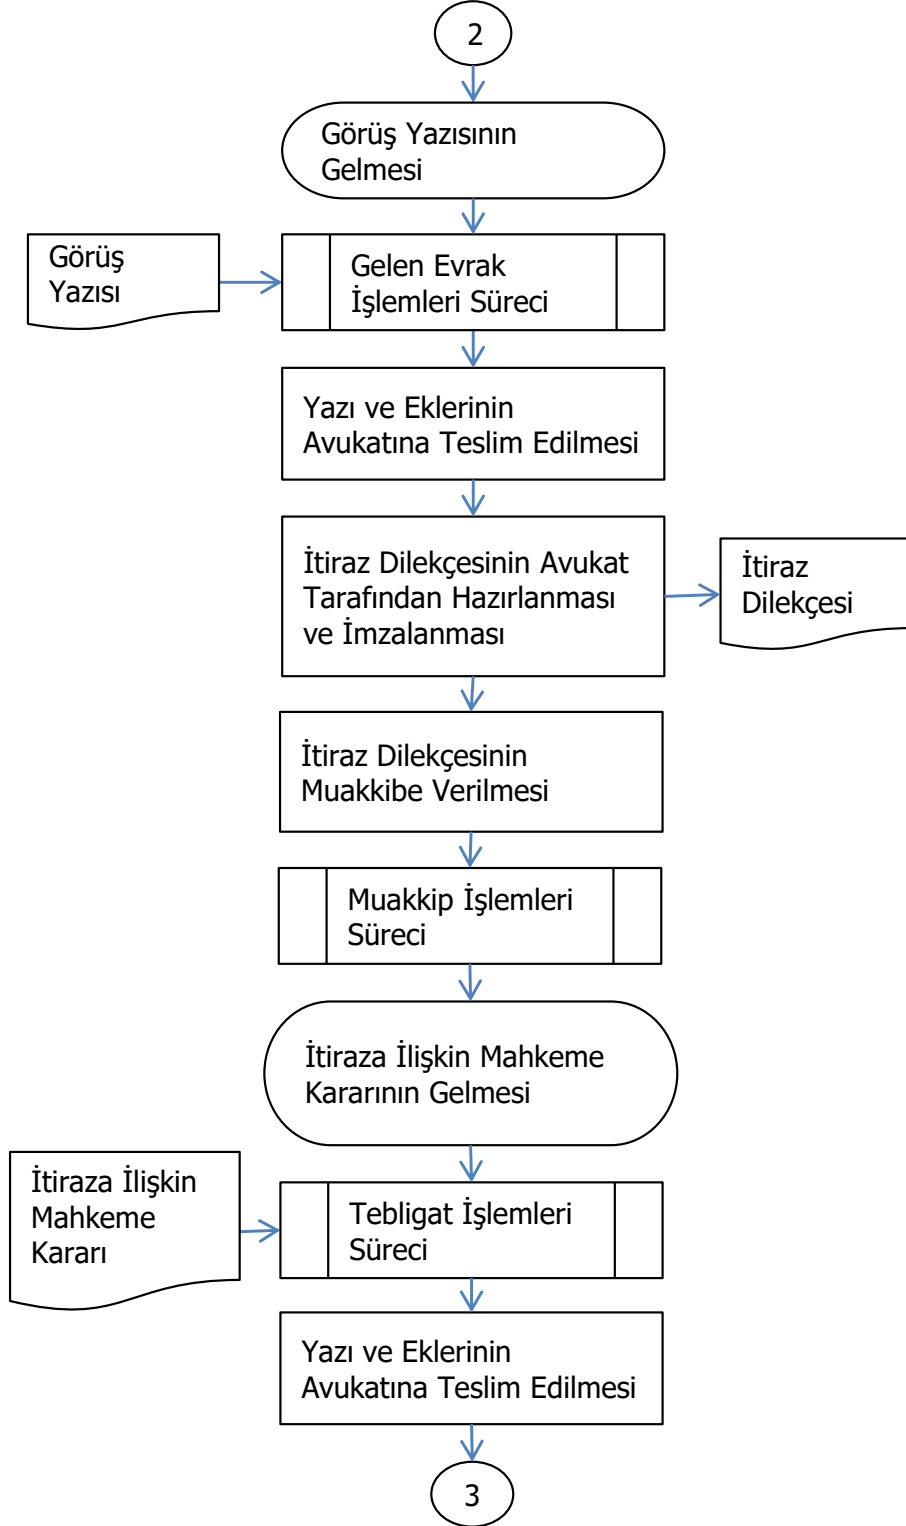 2
Görüş Yazısının
Gelmesi
Görüş
Yazısı
Gelen Evrak
İşlemleri Süreci
Yazı ve Eklerinin
Avukatına Teslim Edilmesi
İtiraz Dilekçesinin Avukat
Tarafından Hazırlanması
ve İmzalanması
İtiraz
Dilekçesi
İtiraz Dilekçesinin
Muakkibe Verilmesi
Muakkip İşlemleri
Süreci
İtiraza İlişkin Mahkeme
Kararının Gelmesi
İtiraza İlişkin
Mahkeme
Kararı
Tebligat İşlemleri
Süreci
Yazı ve Eklerinin
Avukatına Teslim Edilmesi
3